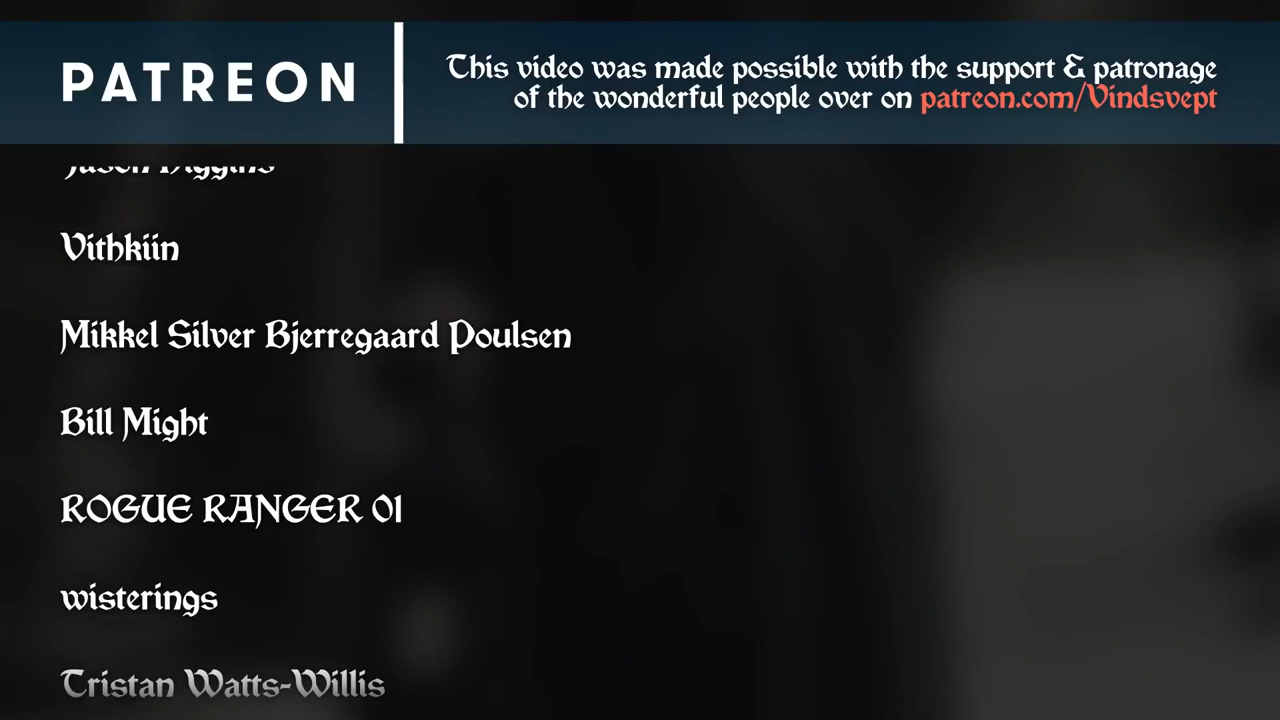 PATREON
This video was made possible with the support & patronage
of the wonderful people over on patreon.com/Vindsvept
Vithkiin
Mikkel Silver Bjerregaard Poulsen
Bill Might
ROGUE RANGER 01
wisterings
Tristan Watts-Willis